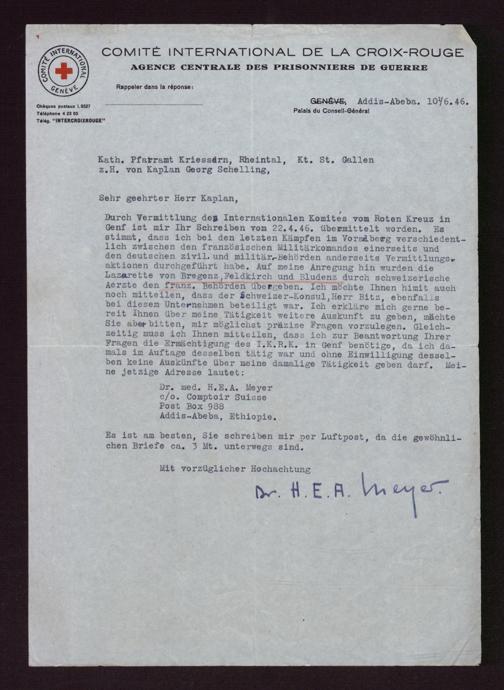 COMITÉ INTERNATIONAL GENÈVE
COMITÉ INTERNATIONAL DE LA CROIX-ROUGE
AGENCE CENTRALE DES PRISONNIERS DE GUERRE
Rappeler dans la réponse:
GENÈVE, Addis-Abeba. 10/6.46.
Palais du Conseil-Général
Chèques postaux I.5527
Téléphone 4 23 05
Télég. "INTERCROIXROUGE"
Kath. Pfarramt Kriessern, Rheintal, Kt. St. Gallen
z.H. von Kaplan Georg Schelling,
Sehr geehrter Herr Kaplan,
Durch Vermittlung des Internationalen Komités vom Roten Kreuz in
Genf ist mir Ihr Schreiben vom 22.4.46. übermittelt worden. Es
stimmt, dass ich bei den letzten Kämpfen im Vorarlberg verschiedent-
lich zwischen den französischen Militärkomandos einerseits und
den deutschen zivil.und militär.Behörden anderseits Vermittlungs-
aktionen durchgeführt habe. Auf meine Anregung hin wurden die
Lazarette von Bregenz,Feldkirch und Bludenz durch schweizerische
Aerzte den franz. Behörden übergeben. Ich möchte Ihnen himit auch
noch mitteilen, dass der Schweizer-Konsul,Herr Bitz, ebenfalls
bei diesem Unternehmen beteiligt war. Ich erkläre mich gerne be-
reit Ihnen über meine Tätigkeit weitere Auskunft zu geben, mächte
Sie aber bitten, mir möglichst präzise Fragen vorzulegen. Gleich-
zeitig muss ich Ihnen mitteilen, dass ich zur Beantwortung Ihrer
Fragen die Ermächtigung des I.K.R.K. in Genf benötige, da ich da-
mals im Auftage desselben tätig war und ohne Einwilligung dessel-
ben keine Auskünfte über meine damalige Tätigkeit geben darf. Mei-
ne jetzige Adresse lautet:
Dr. med. H.E.A. Meyer
c/o. Comptoir Suisse
Post Box 988
Addis-Abeba, Ethiopie.
Es ist am besten, Sie schreiben mir per Luftpost, da die gewöhnli-
chen Briefe ca. 3 Mt. unterwegs sind.
Mit vorzüglicher Hochachtung
Dr. H.E.A. Meyer.